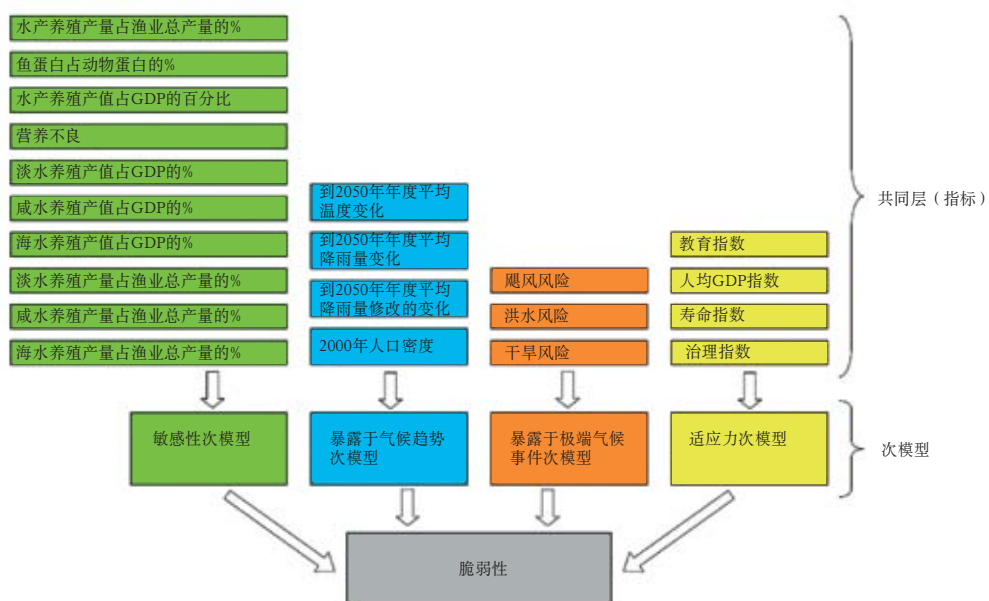 水产养殖产量占渔业总产量的%
鱼蛋白占动物蛋白的%
水产养殖产值占GDP的百分比
营养不良
淡水养殖产值占GDP的%
咸水养殖产值占GDP的%
海水养殖产值占GDP的%
淡水养殖产量占渔业总产量的%
咸水养殖产量占渔业总产量的%
海水养殖产量占渔业总产量的%
到2050年年度平均
温度变化
到2050年年度平均
降雨量变化
到2050年年度平均
降雨量修改的变化
2000年人口密度
飓风风险
洪水风险
干旱风险
教育指数
人均GDP指数
寿命指数
治理指数
共同层（指标）
敏感性次模型
暴露于气候趋势
次模型
暴露于极端气候
事件次模型
适应力次模型
次模型
脆弱性